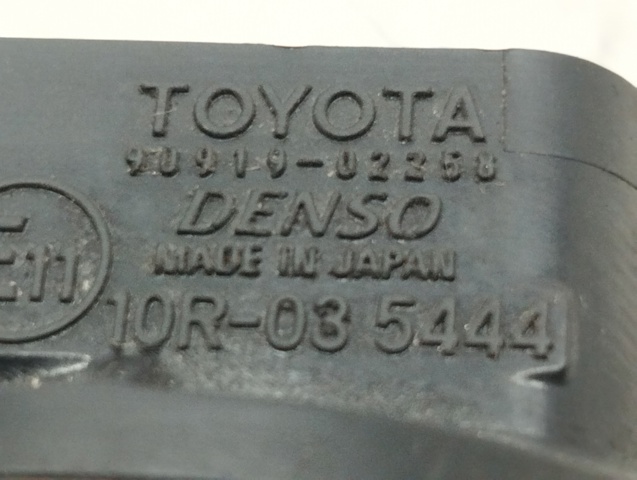 TOYOTA
90919-02258
DENSO
MADE IN JAPAN
E11
10R-03 5444